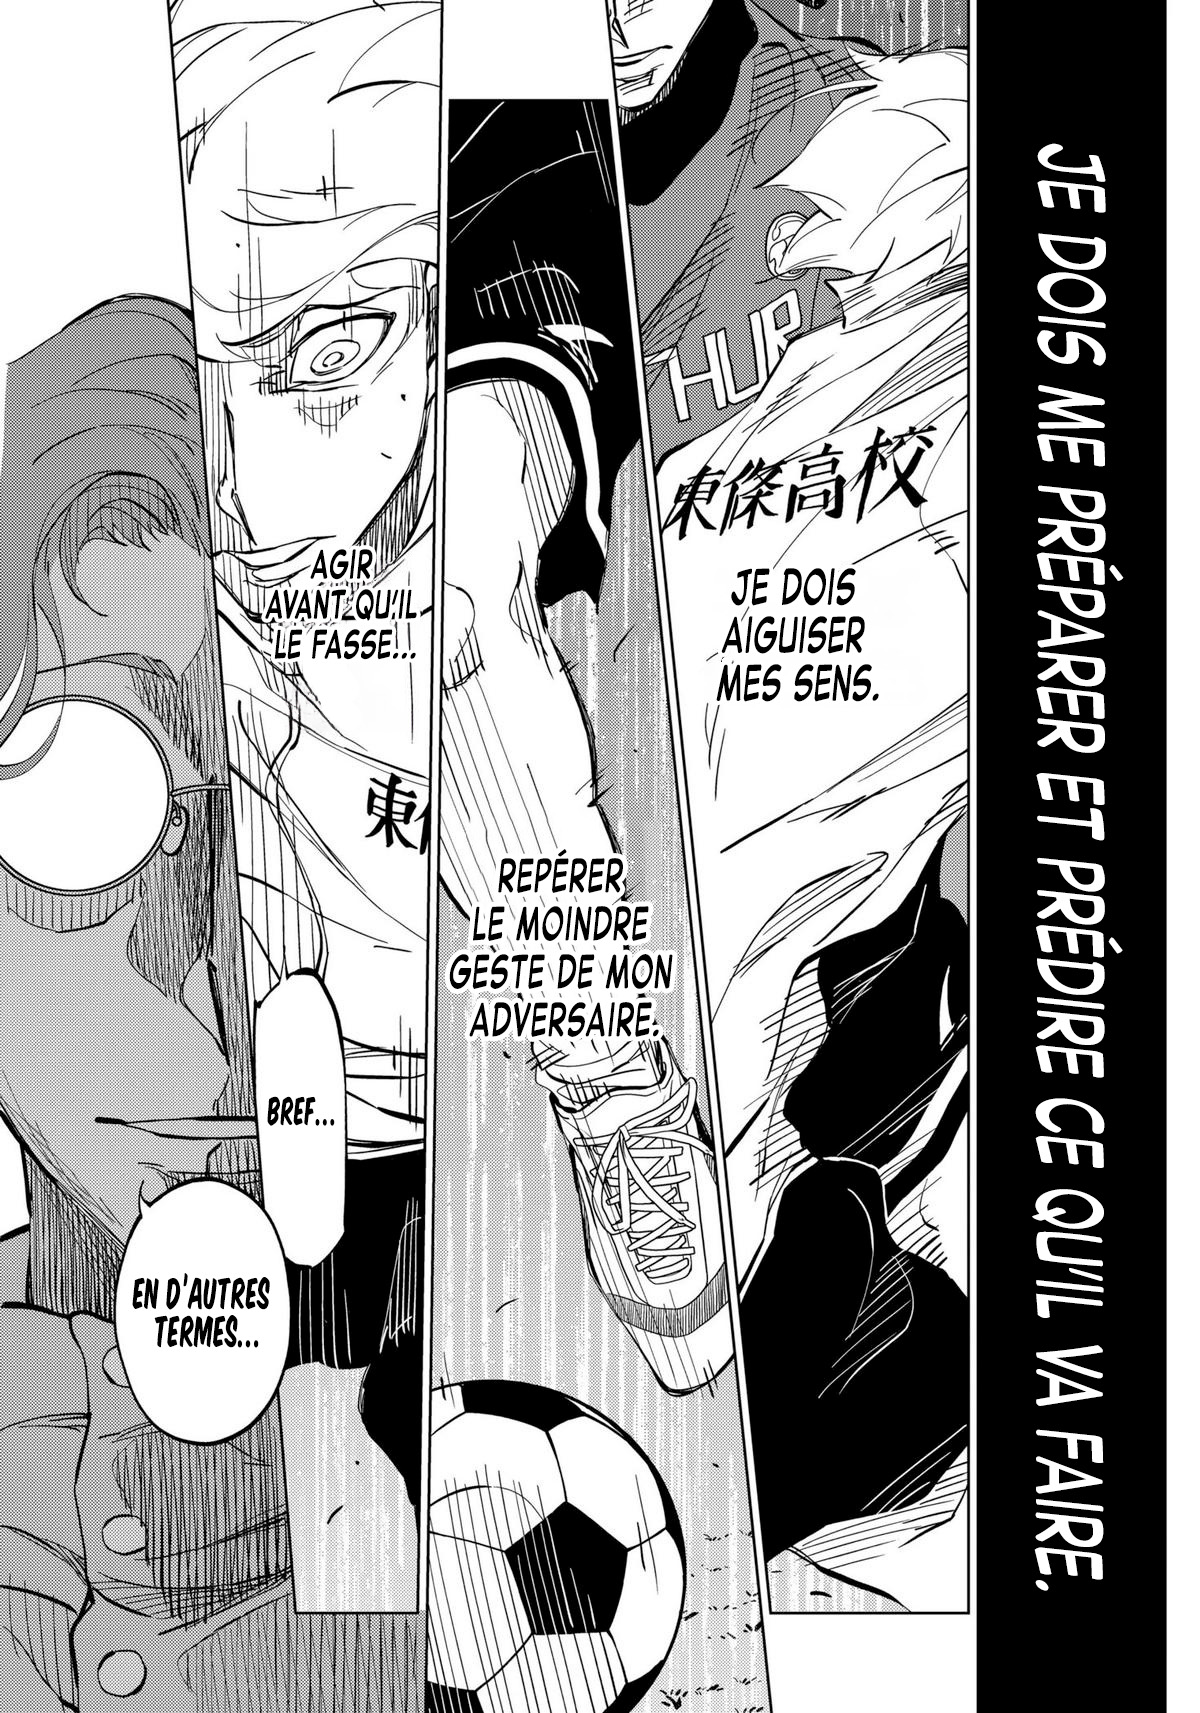 JE DOIS ME PRÉPARER ET PRÉDIRE CE QU'IL VA FAIRE.
HUR
東條高校
JE DOIS
AIGUISER
MES SENS.
REPÉRER
LE MOINDRE
GESTE DE MON
ADVERSAIRE.
AGIR
AVANT QU'IL
LE FASSE...
東
BREF...
EN D'AUTRES
TERMES...